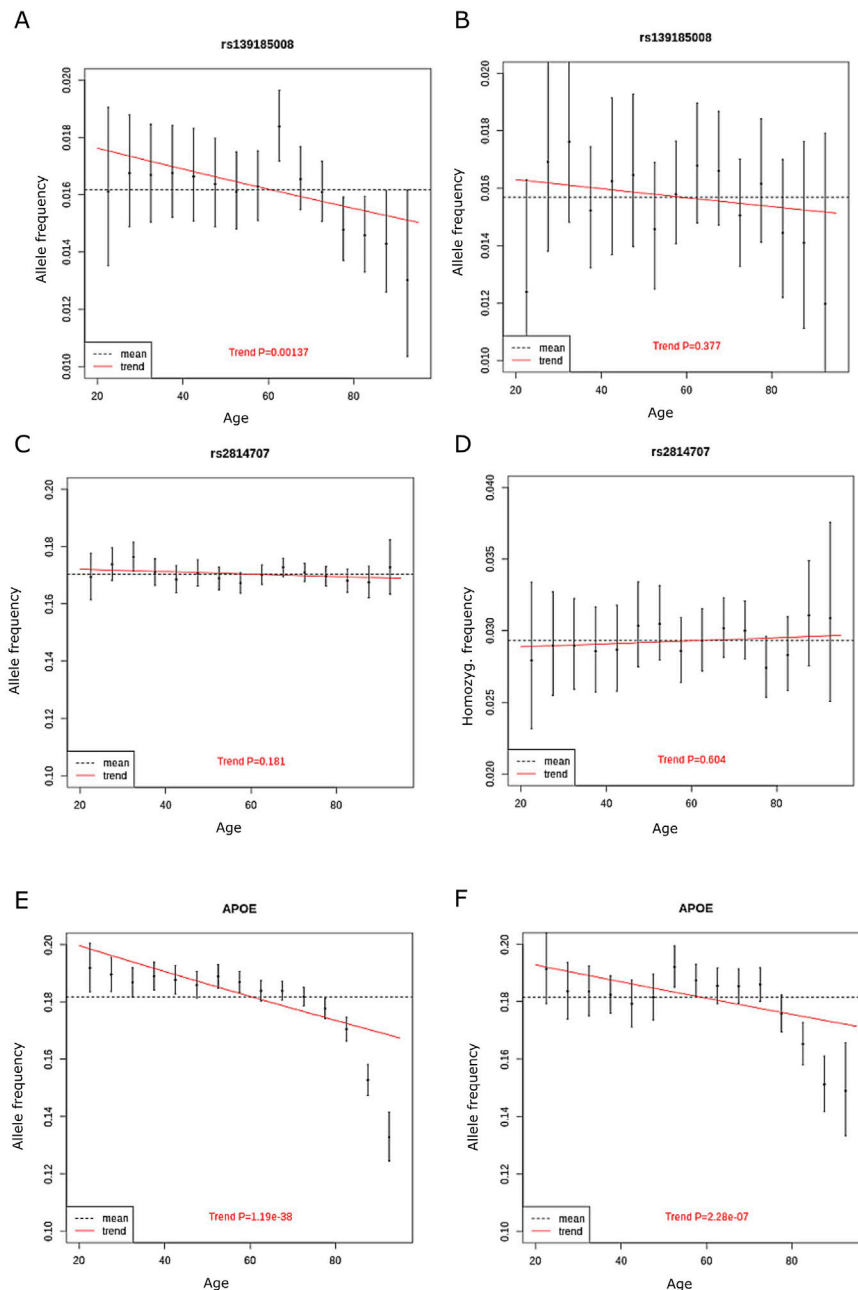 A
rs139185008
0.020
0.018
0.016
0.014
0.012
0.010
Allele frequency
Trend P=0.00137
mean
trend
20 40 60 80
Age
B
rs139185008
0.020
0.018
0.016
0.014
0.012
0.010
Allele frequency
Trend P=0.377
mean
trend
20 40 60 80
Age
C
rs2814707
0.20
0.18
0.16
0.14
0.12
0.10
Allele frequency
Trend P=0.181
mean
trend
20 40 60 80
Age
D
rs2814707
0.040
0.035
0.030
0.025
0.020
Homozyg. frequency
Trend P=0.604
mean
trend
20 40 60 80
Age
E
APOE
0.20
0.18
0.16
0.14
0.12
0.10
Allele frequency
Trend P=1.19e-38
mean
trend
20 40 60 80
Age
F
APOE
0.20
0.18
0.16
0.14
0.12
0.10
Allele frequency
Trend P=2.28e-07
mean
trend
20 40 60 80
Age